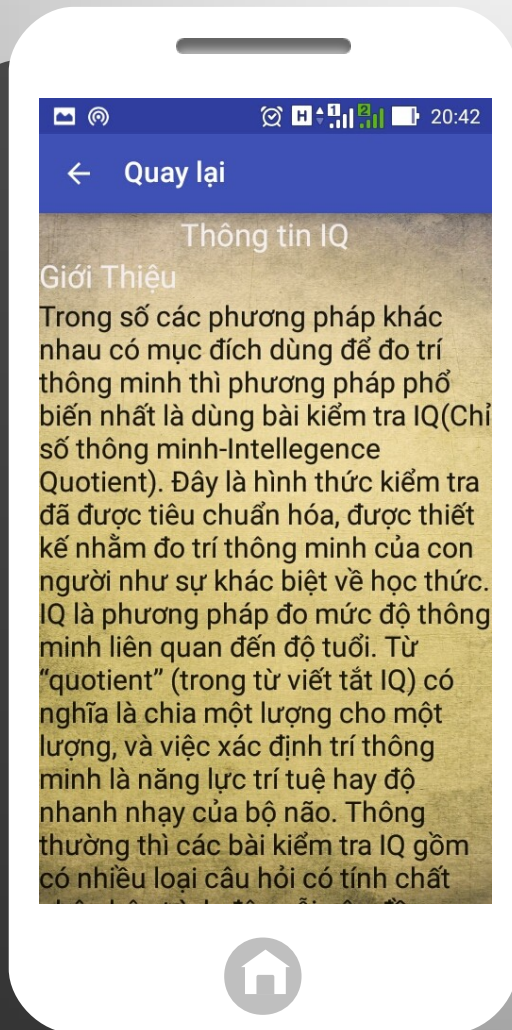 H 1 2 20:42
Quay lại
Thông tin IQ
Giới Thiệu
Trong số các phương pháp khác
nhau có mục đích dùng để đo trí
thông minh thì phương pháp phổ
biến nhất là dùng bài kiểm tra IQ(Chỉ
số thông minh-Intellegence
Quotient). Đây là hình thức kiểm tra
đã được tiêu chuẩn hóa, được thiết
kế nhằm đo trí thông minh của con
người như sự khác biệt về học thức.
IQ là phương pháp đo mức độ thông
minh liên quan đến độ tuổi. Từ
“quotient” (trong từ viết tắt IQ) có
nghĩa là chia một lượng cho một
lượng, và việc xác định trí thông
minh là năng lực trí tuệ hay độ
nhanh nhạy của bộ não. Thông
thường thì các bài kiểm tra IQ gồm
có nhiều loại câu hỏi có tính chất